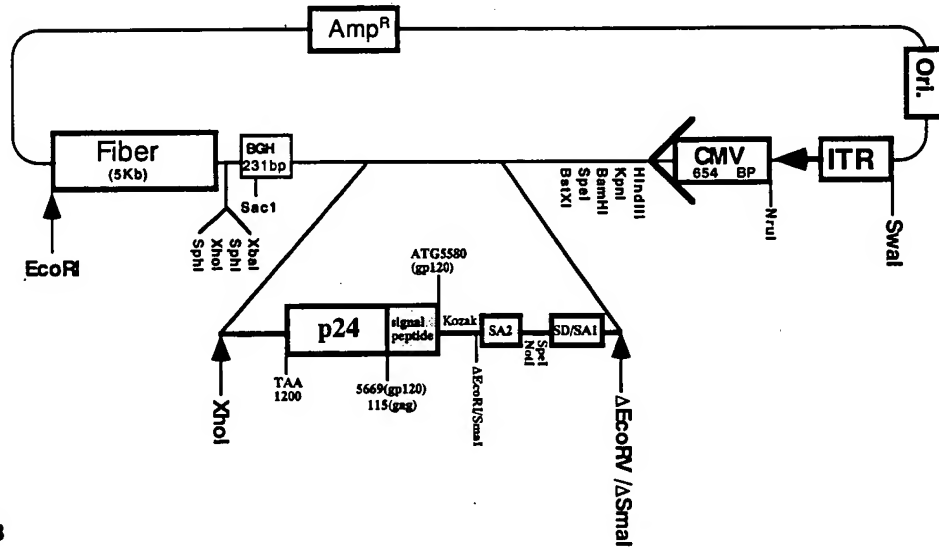 Amp^R
Ori.
Fiber
(5Kb)
BGH
231bp
CMV
654 BP
ITR
HIndIII
KpnI
BamHI
SpeI
BstXI
NruI
SwaI
Sac1
XbaI
SphI
XhoI
SphI
EcoRI
ATG5580
(gp120)
p24
signal
peptide
Kozak
SA2
SD/SA1
SpeI
NotI
ΔEcoRI/SmaI
TAA
1200
5669(gp120)
115(gag)
XhoI
ΔEcoRV /ΔSmaI